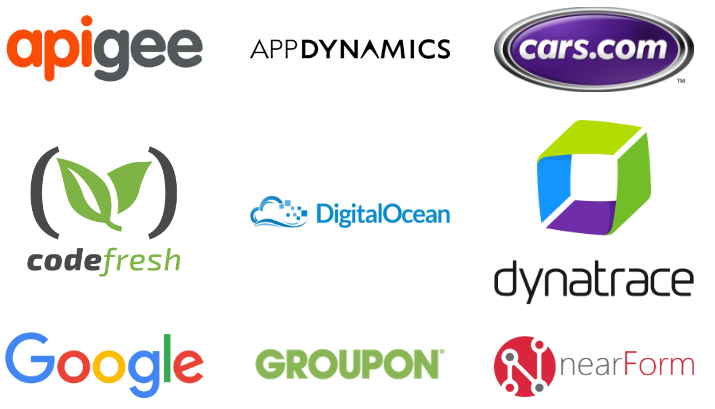 apigee
APPDYNAMICS
cars.com
TM
codefresh
DigitalOcean
dynatrace
Google
GROUPON®
nearForm